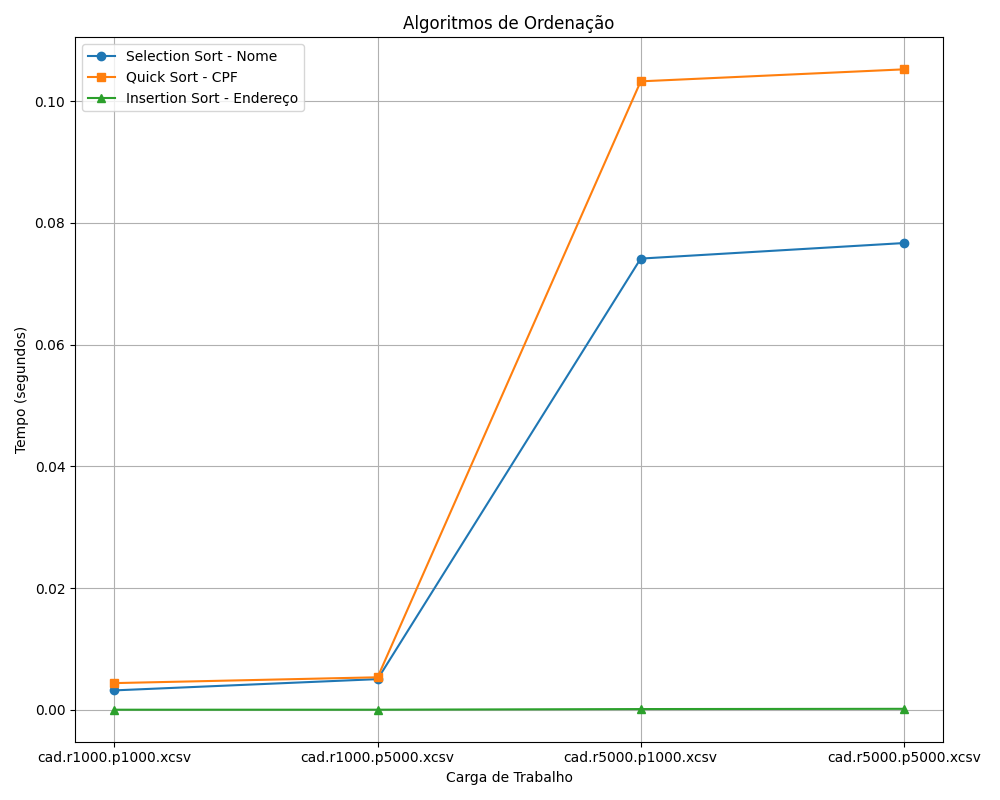 Algoritmos de Ordenação
Selection Sort - Nome
Quick Sort - CPF
Insertion Sort - Endereço
Tempo (segundos)
0.10
0.08
0.06
0.04
0.02
0.00
cad.r1000.p1000.xcsv
cad.r1000.p5000.xcsv
cad.r5000.p1000.xcsv
cad.r5000.p5000.xcsv
Carga de Trabalho